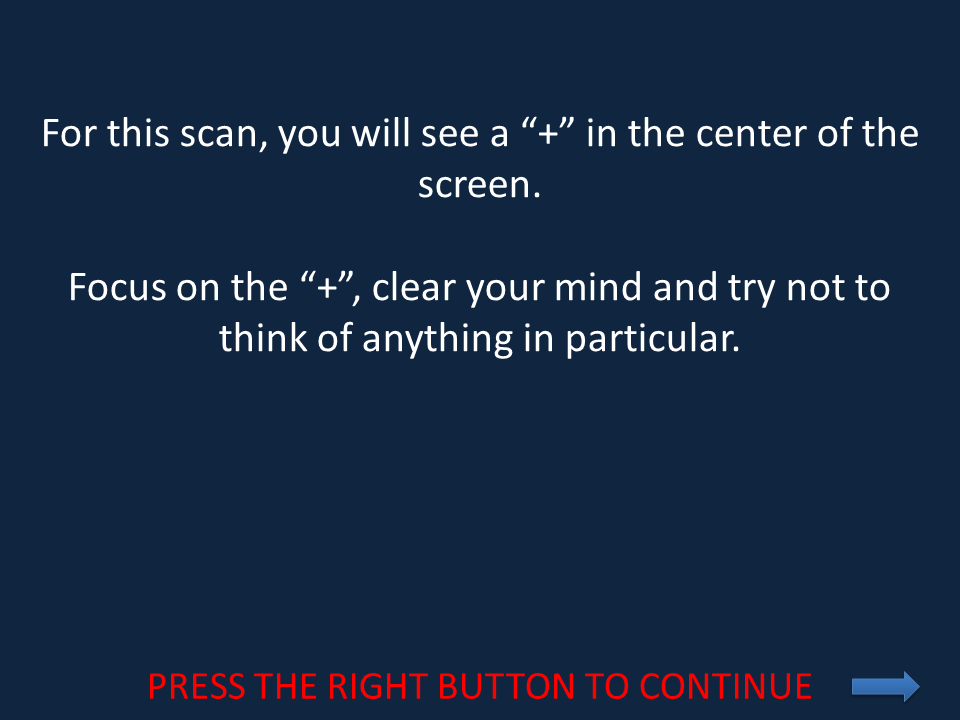 For this scan, you will see a “+” in the center of the
screen.
Focus on the “+”, clear your mind and try not to
think of anything in particular.
PRESS THE RIGHT BUTTON TO CONTINUE